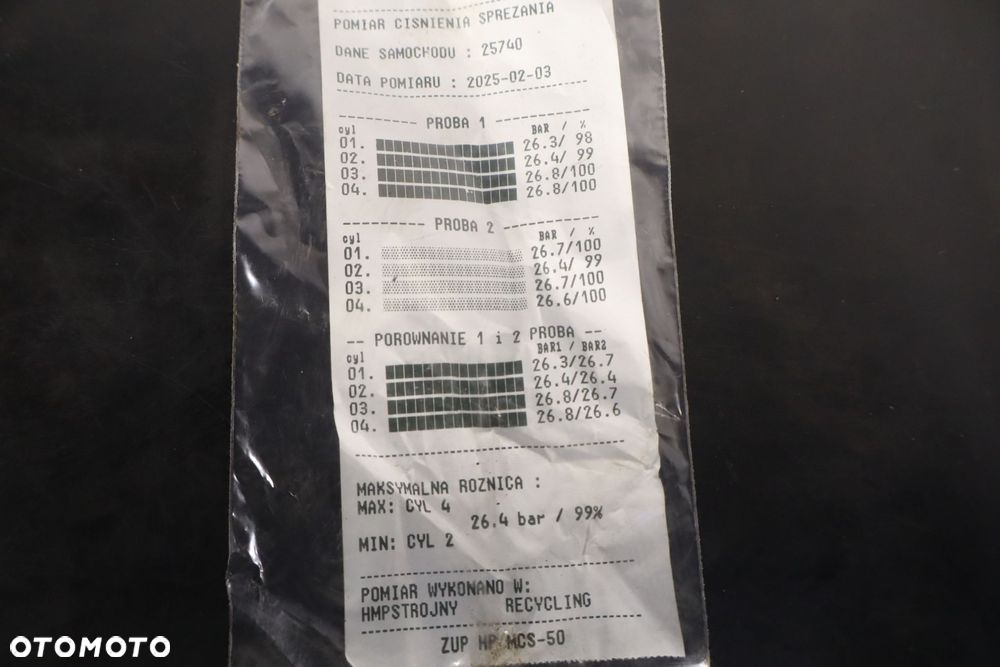 POMIAR CISNIENIA SPREZANIA
DANE SAMOCHODU : 25740
DATA POMIARU : 2025-02-03
PROBA 1
cyl BAR / %
01. 26.3/ 98
02. 26.4/ 99
03. 26.8/100
04. 26.8/100
PROBA 2
cyl BAR / %
01. 26.7/100
02. 26.4/ 99
03. 26.7/100
04. 26.6/100
-- POROWNANIE 1 i 2 PROBA --
cyl BAR1 / BAR2
01. 26.3/26.7
02. 26.4/26.4
03. 26.8/26.7
04. 26.8/26.6
MAKSYMALNA ROZNICA :
MAX: CYL 4
26.4 bar / 99%
MIN: CYL 2
POMIAR WYKONANO W:
HMPSTROJNY RECYCLING
ZUP HP MCS-50
OTOMOTO